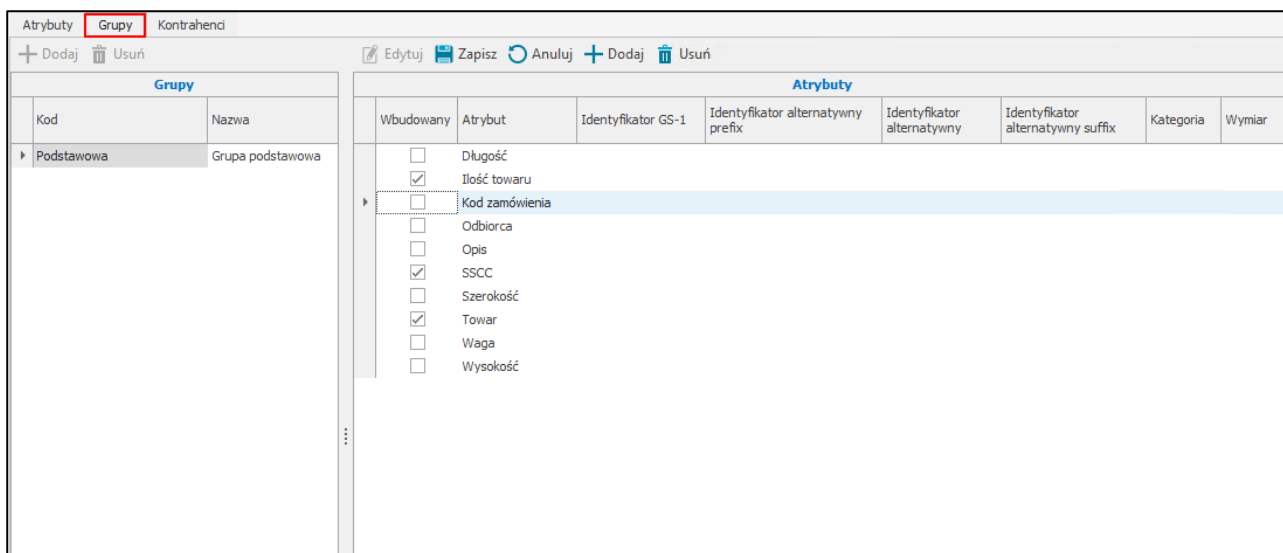 Atrybuty Grupy Kontrahenci
Dodaj Usuń Edytuj Zapisz Anuluj Dodaj Usuń
Grupy Atrybuty
Kod Nazwa Wbudowany Atrybut Identyfikator GS-1 Identyfikator alternatywny prefix Identyfikator alternatywny Identyfikator alternatywny suffix Kategoria Wymiar
Podstawowa Grupa podstawowa Długość
Ilość towaru
Kod zamówienia
Odbiorca
Opis
SSCC
Szerokość
Towar
Waga
Wysokość